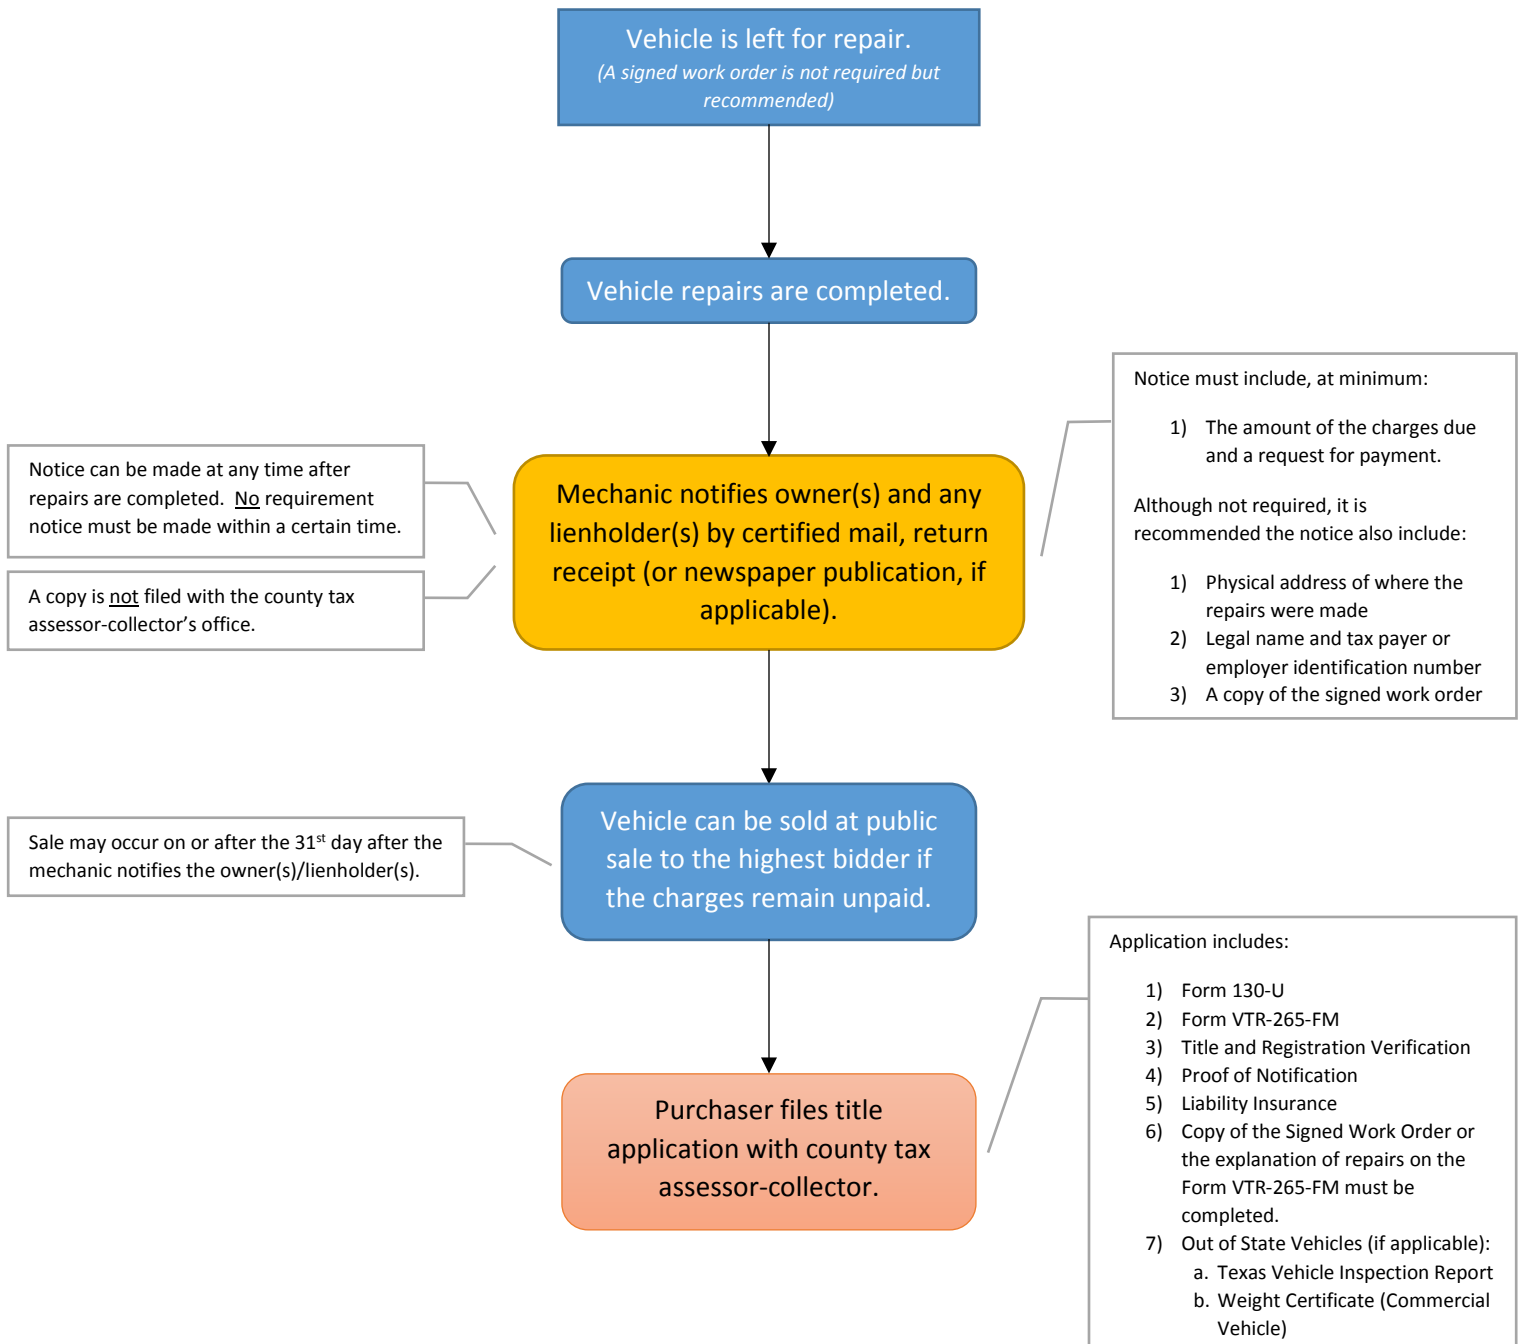 Vehicle is left for repair.
(A signed work order is not required but
recommended)
Vehicle repairs are completed.
Notice must include, at minimum:
1) The amount of the charges due
and a request for payment.
Although not required, it is
recommended the notice also include:
1) Physical address of where the
repairs were made
2) Legal name and tax payer or
employer identification number
3) A copy of the signed work order
Notice can be made at any time after
repairs are completed. No requirement
notice must be made within a certain time.
A copy is not filed with the county tax
assessor-collector’s office.
Mechanic notifies owner(s) and any
lienholder(s) by certified mail, return
receipt (or newspaper publication, if
applicable).
Sale may occur on or after the 31st day after the
mechanic notifies the owner(s)/lienholder(s).
Vehicle can be sold at public
sale to the highest bidder if
the charges remain unpaid.
Purchaser files title
application with county tax
assessor-collector.
Application includes:
1) Form 130-U
2) Form VTR-265-FM
3) Title and Registration Verification
4) Proof of Notification
5) Liability Insurance
6) Copy of the Signed Work Order or
the explanation of repairs on the
Form VTR-265-FM must be
completed.
7) Out of State Vehicles (if applicable):
a. Texas Vehicle Inspection Report
b. Weight Certificate (Commercial
Vehicle)